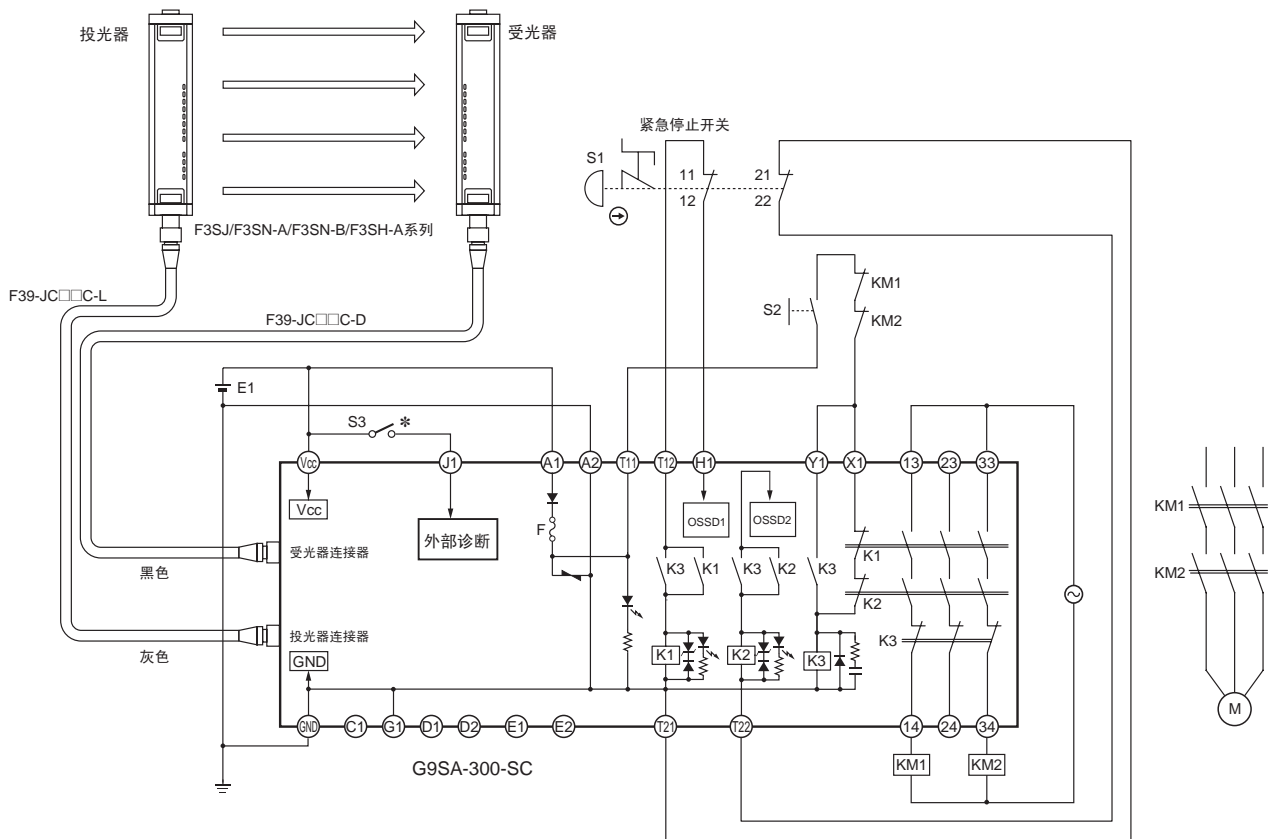 投光器
受光器
紧急停止开关
S1
11
12
21
22
F3SJ/F3SN-A/F3SN-B/F3SH-A系列
F39-JC□□C-L
F39-JC□□C-D
S2
KM1
KM2
E1
S3 *
Vcc
J1
A1
A2
T11
T12
H1
Y1
X1
13
23
33
Vcc
外部诊断
F
OSSD1
OSSD2
受光器连接器
黑色
K3
K1
K3
K2
K3
K1
K2
K3
KM1
KM2
投光器连接器
灰色
GND
K1
K2
K3
M
GND
C1
G1
D1
D2
E1
E2
T21
T22
14
24
34
G9SA-300-SC
KM1
KM2